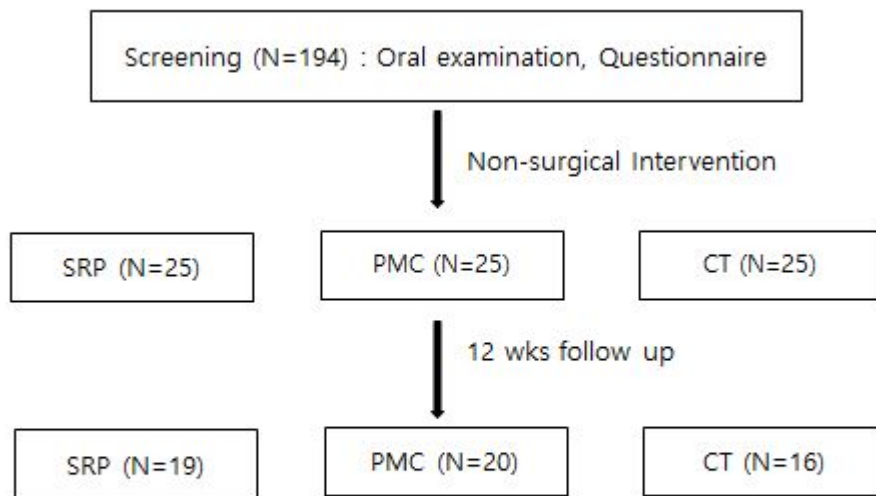 Screening (N=194) : Oral examination, Questionnaire
Non-surgical Intervention
SRP (N=25)
PMC (N=25)
CT (N=25)
12 wks follow up
SRP (N=19)
PMC (N=20)
CT (N=16)